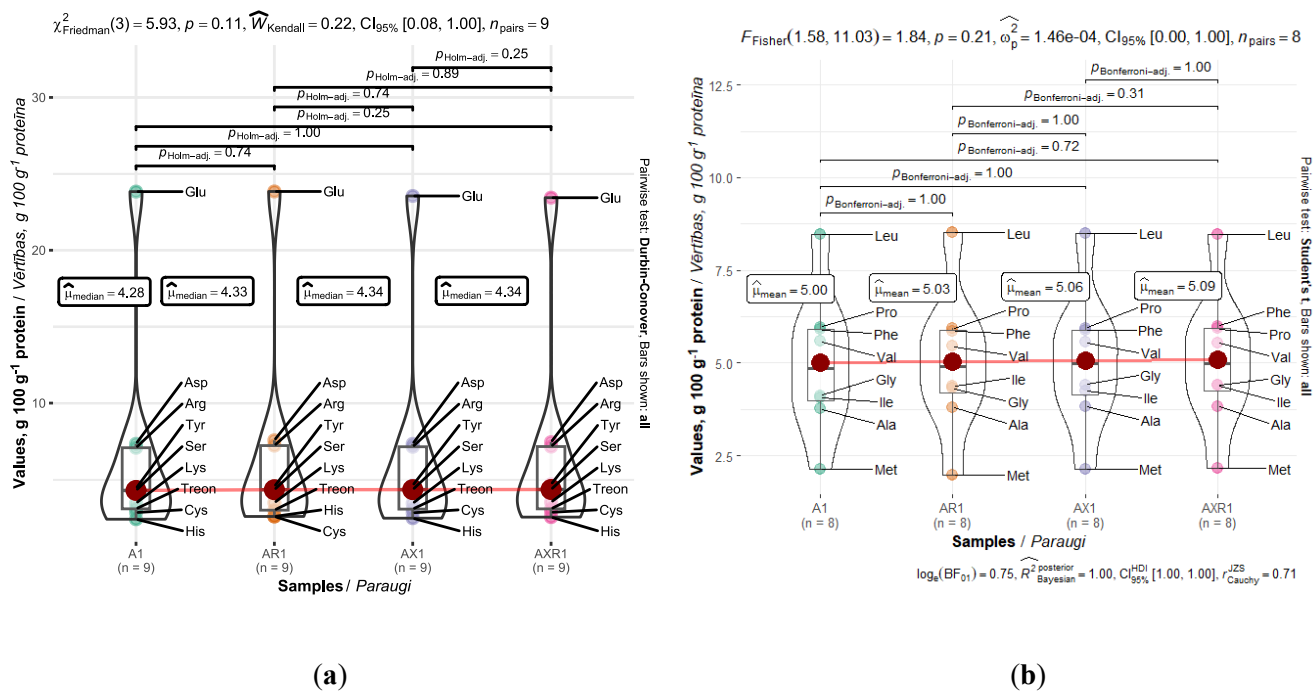 χ²Friedman(3) = 5.93, p = 0.11, ŴKendall = 0.22, CI95% [0.08, 1.00], npairs = 9
pHolm−adj. = 0.25
pHolm−adj. = 0.89
pHolm−adj. = 0.74
pHolm−adj. = 0.25
pHolm−adj. = 1.00
pHolm−adj. = 0.74
Values, g 100 g⁻¹ protein / Vērtības, g 100 g⁻¹ proteīna
30
20
10
Glu
Glu
Glu
Glu
μ̂median = 4.28
μ̂median = 4.33
μ̂median = 4.34
μ̂median = 4.34
Asp
Arg
Tyr
Ser
Lys
Treon
Cys
His
Asp
Arg
Tyr
Ser
Lys
Treon
His
Cys
Asp
Arg
Tyr
Ser
Lys
Treon
Cys
His
Asp
Arg
Tyr
Ser
Lys
Treon
Cys
His
A1
(n = 9)
AR1
(n = 9)
AX1
(n = 9)
AXR1
(n = 9)
Samples / Paraugi
Pairwise test: Durbin-Conover, Bars shown: all
(a)
FFisher(1.58, 11.03) = 1.84, p = 0.21, ω̂²p = 1.46e-04, CI95% [0.00, 1.00], npairs = 8
pBonferroni−adj. = 1.00
pBonferroni−adj. = 0.31
pBonferroni−adj. = 1.00
pBonferroni−adj. = 0.72
pBonferroni−adj. = 1.00
pBonferroni−adj. = 1.00
Values, g 100 g⁻¹ protein / Vērtības, g 100 g⁻¹ proteīna
12.5
10.0
7.5
5.0
2.5
μ̂mean = 5.00
μ̂mean = 5.03
μ̂mean = 5.06
μ̂mean = 5.09
Leu
Pro
Phe
Val
Gly
Ile
Ala
Met
Leu
Pro
Phe
Val
Ile
Gly
Ala
Met
Leu
Pro
Phe
Val
Gly
Ile
Ala
Met
Leu
Phe
Pro
Val
Gly
Ile
Ala
Met
A1
(n = 8)
AR1
(n = 8)
AX1
(n = 8)
AXR1
(n = 8)
Samples / Paraugi
Pairwise test: Student's t, Bars shown: all
loge(BF01) = 0.75, R̂²posteriorBayesian = 1.00, CIHDI95% [1.00, 1.00], rJZSCauchy = 0.71
(b)